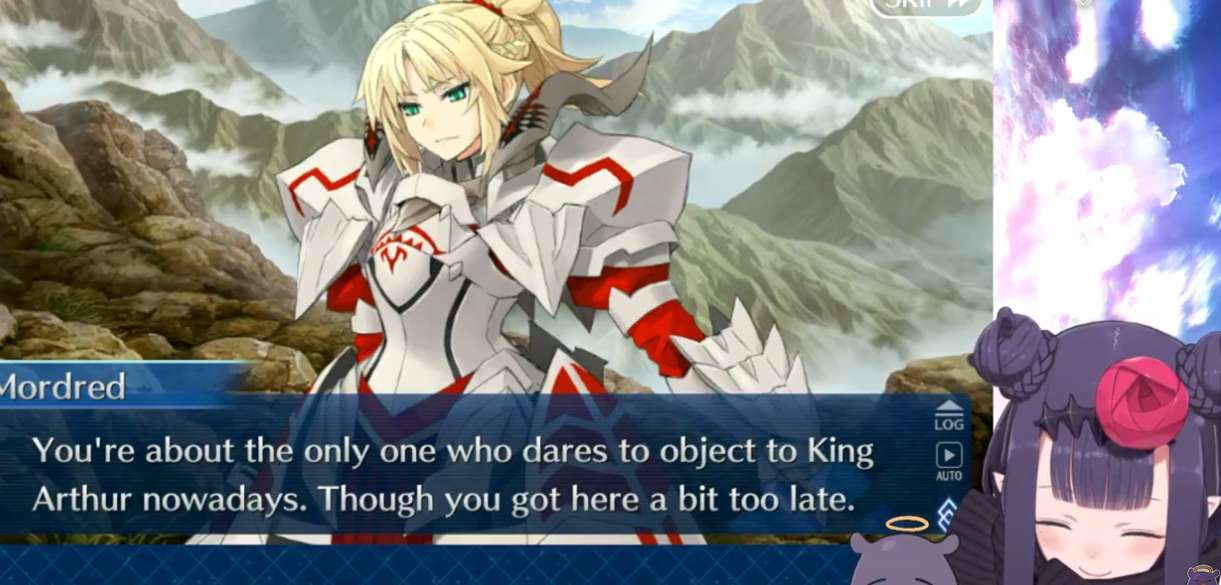 SKIP
Mordred
You're about the only one who dares to object to King
Arthur nowadays. Though you got here a bit too late.
LOG
AUTO